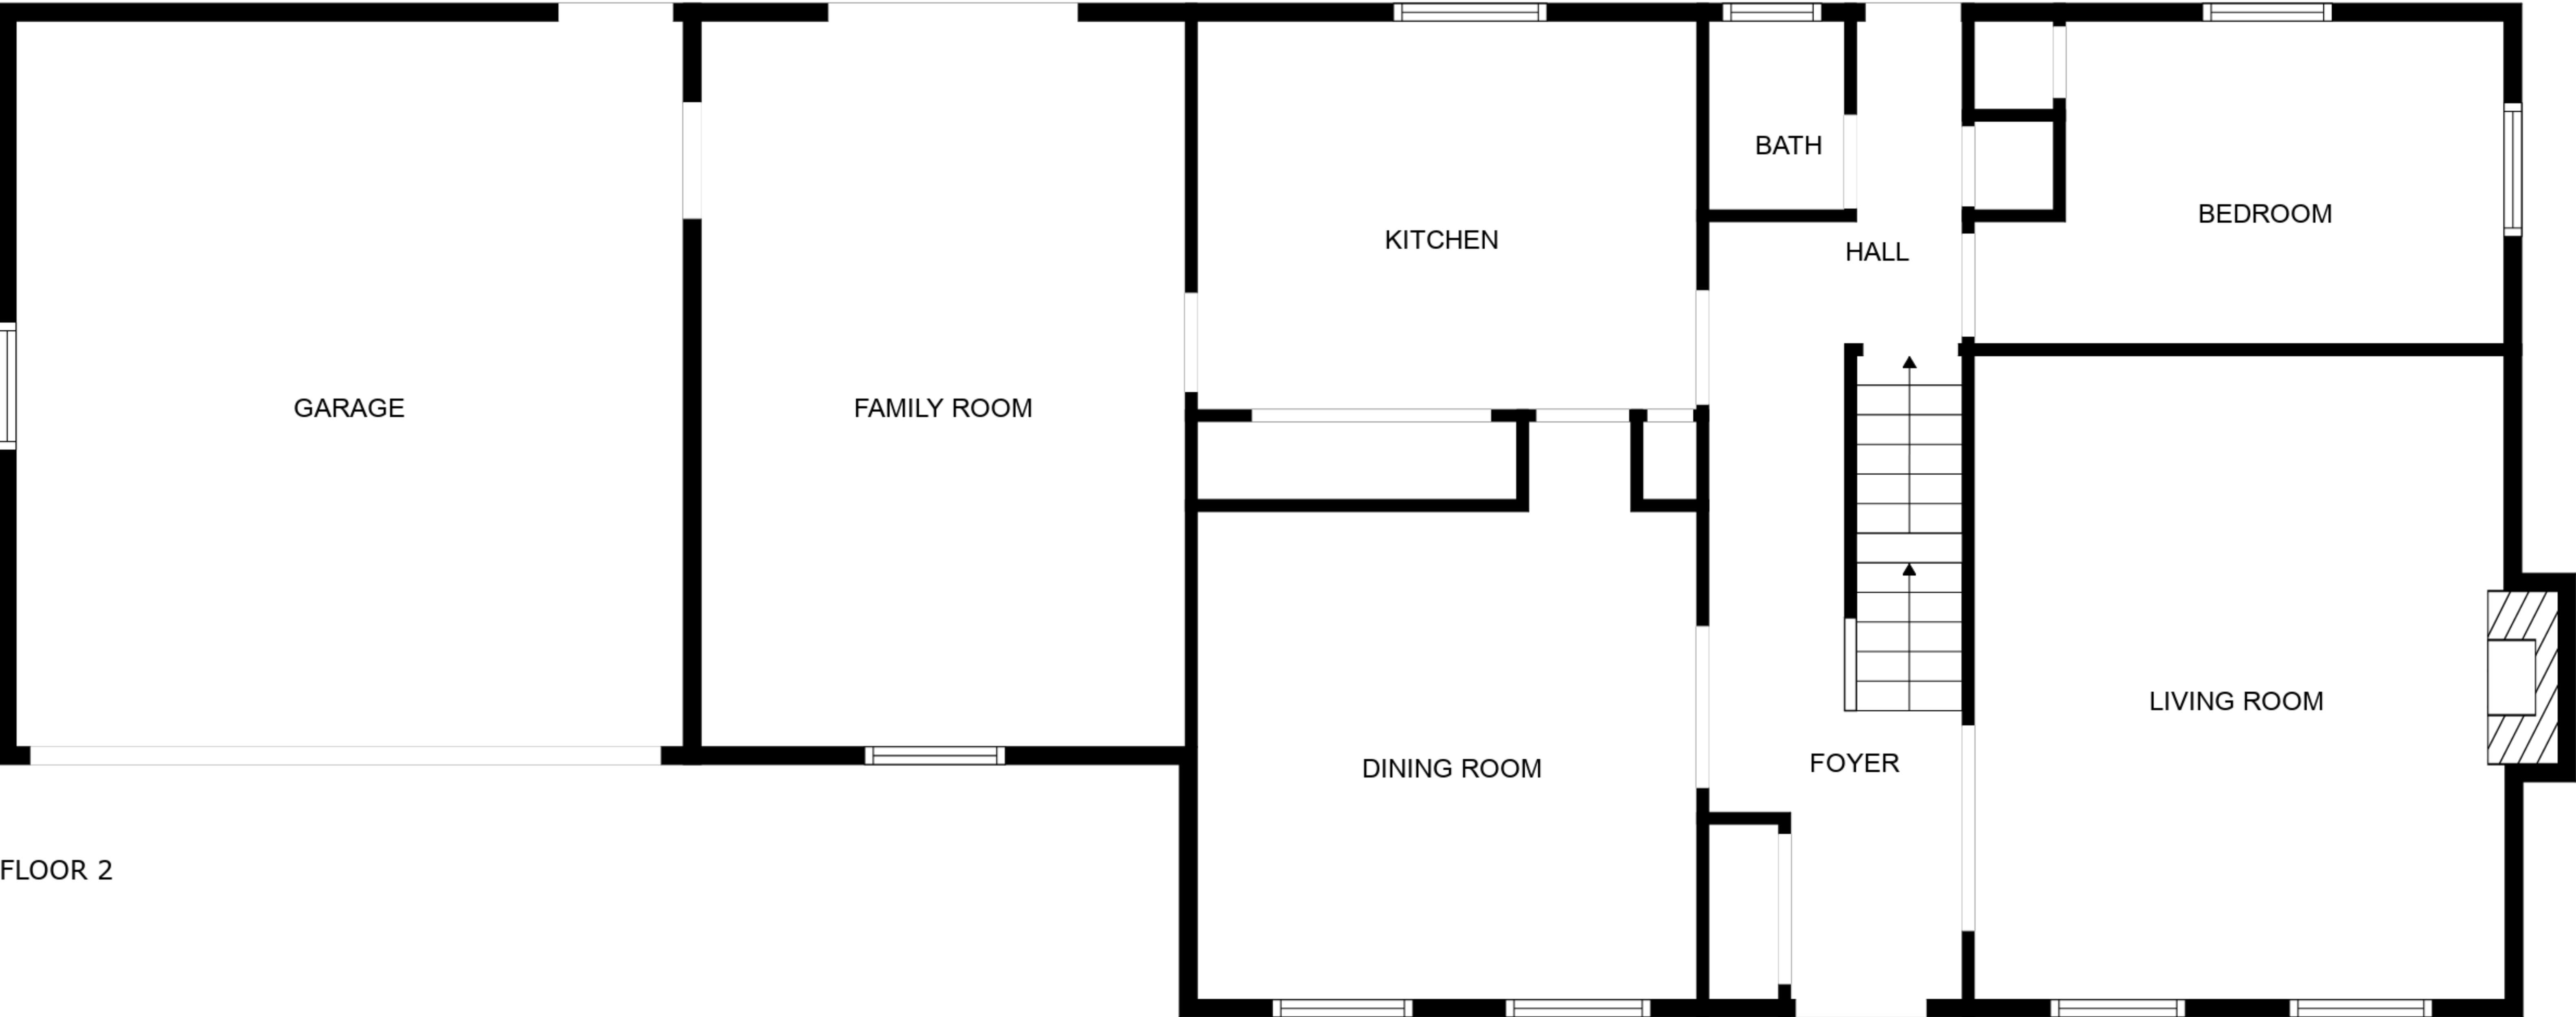 BATH
BEDROOM
KITCHEN
HALL
GARAGE
FAMILY ROOM
LIVING ROOM
DINING ROOM
FOYER
FLOOR 2